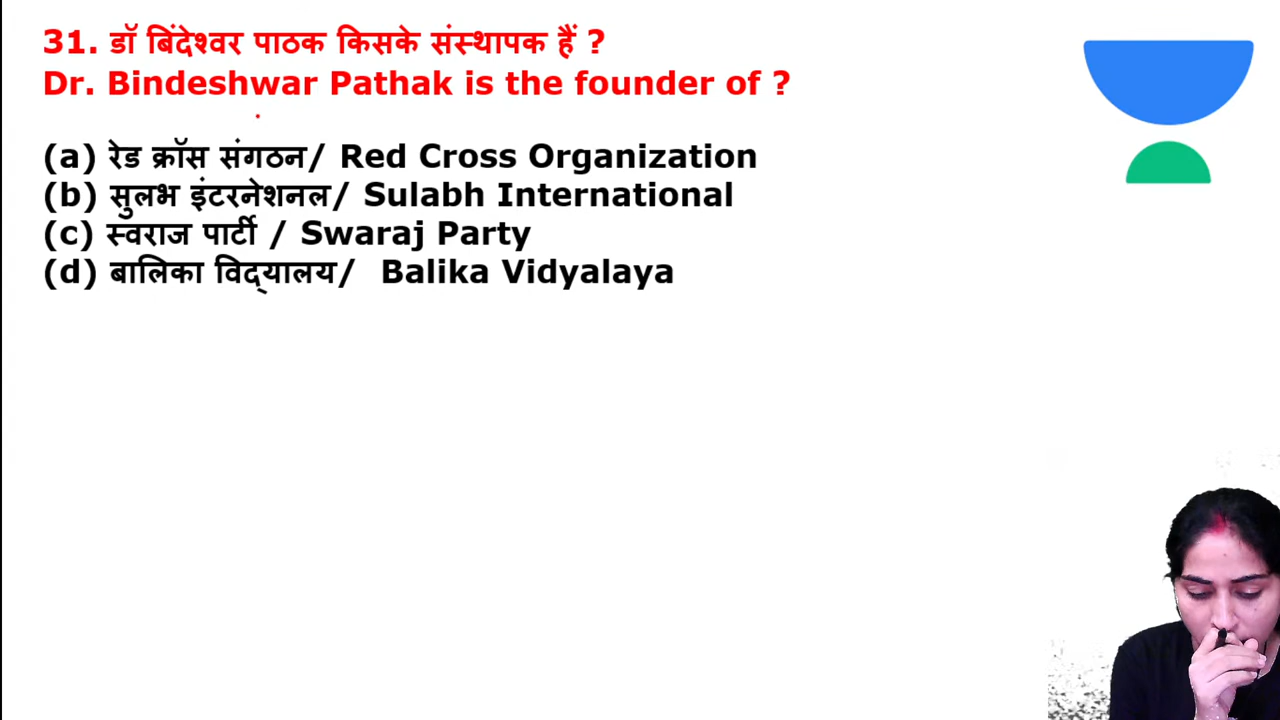 31. डॉ बिंदेश्वर पाठक किसके संस्थापक हैं ?
Dr. Bindeshwar Pathak is the founder of ?
(a) रेड क्रॉस संगठन/ Red Cross Organization
(b) सुलभ इंटरनेशनल/ Sulabh International
(c) स्वराज पार्टी / Swaraj Party
(d) बालिका विद्‌यालय/ Balika Vidyalaya